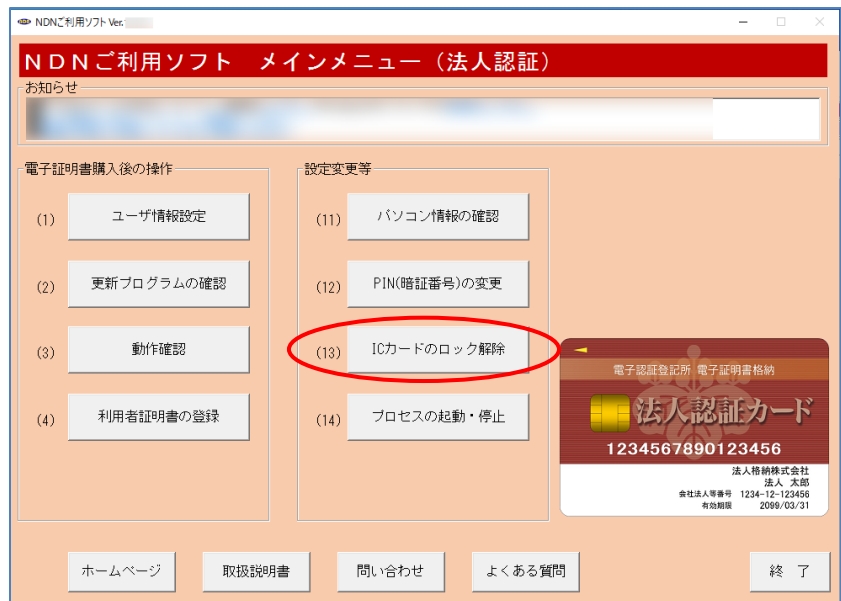 NDNご利用ソフト Ver.
NDNご利用ソフト　メインメニュー（法人認証）
お知らせ
電子証明書購入後の操作
(1) ユーザ情報設定
(2) 更新プログラムの確認
(3) 動作確認
(4) 利用者証明書の登録
設定変更等
(11) パソコン情報の確認
(12) PIN(暗証番号)の変更
(13) ICカードのロック解除
(14) プロセスの起動・停止
電子認証登記所 電子証明書格納
法人認証カード
1234567890123456
法人格納株式会社
法人 太郎
会社法人等番号 1234-12-123456
有効期限 2099/03/31
ホームページ 取扱説明書 問い合わせ よくある質問 終 了